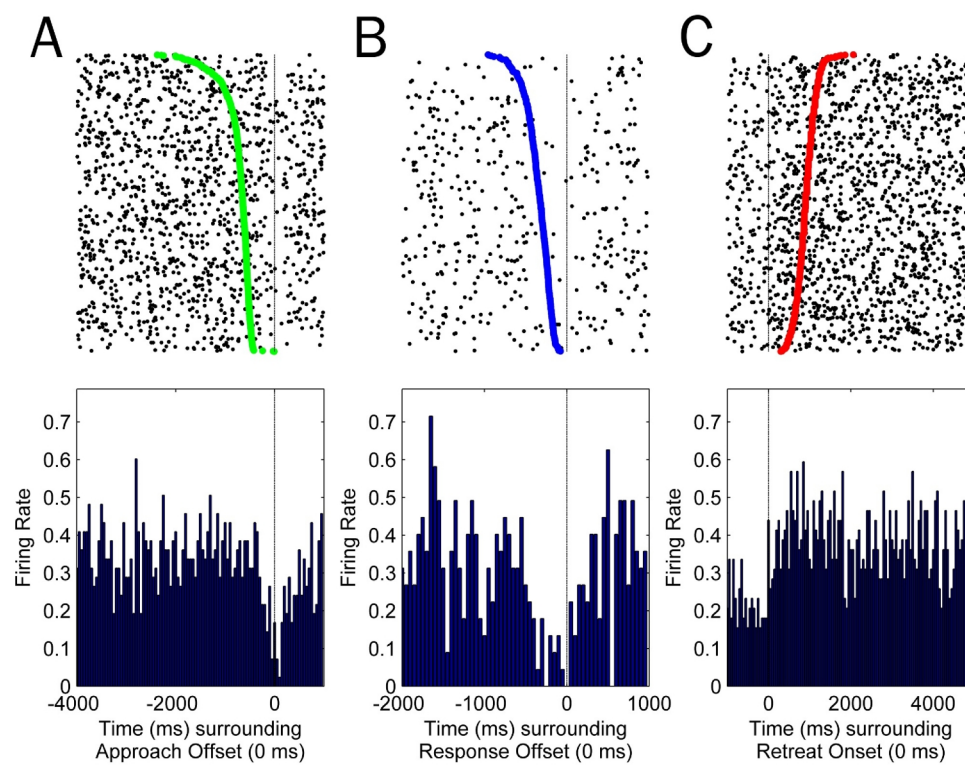 A B C
0.7 0.7 0.7
0.6 0.6 0.6
0.5 0.5 0.5
0.4 0.4 0.4
0.3 0.3 0.3
0.2 0.2 0.2
0.1 0.1 0.1
0 0 0
Firing Rate Firing Rate Firing Rate
-4000 -2000 0 -2000 -1000 0 1000 0 2000 4000
Time (ms) surrounding Time (ms) surrounding Time (ms) surrounding
Approach Offset (0 ms) Response Offset (0 ms) Retreat Onset (0 ms)